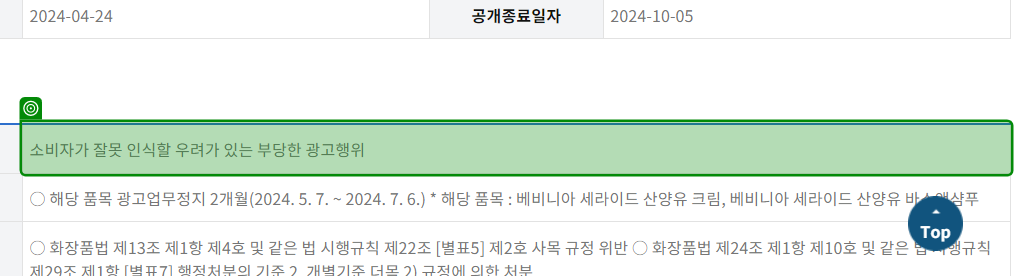 2024-04-24 공개종료일자 2024-10-05
소비자가 잘못 인식할 우려가 있는 부당한 광고행위
○ 해당 품목 광고업무정지 2개월(2024. 5. 7. ~ 2024. 7. 6.) * 해당 품목 : 베비니아 세라이드 산양유 크림, 베비니아 세라이드 산양유 바스앤샴푸
Top
○ 화장품법 제13조 제1항 제4호 및 같은 법 시행규칙 제22조 [별표5] 제2호 사목 규정 위반 ○ 화장품법 제24조 제1항 제10호 및 같은 법 시행규칙
제29조 제1항 [별표7] 행정처분의 기준 2. 개별기준 더목 2) 규정에 의한 처분